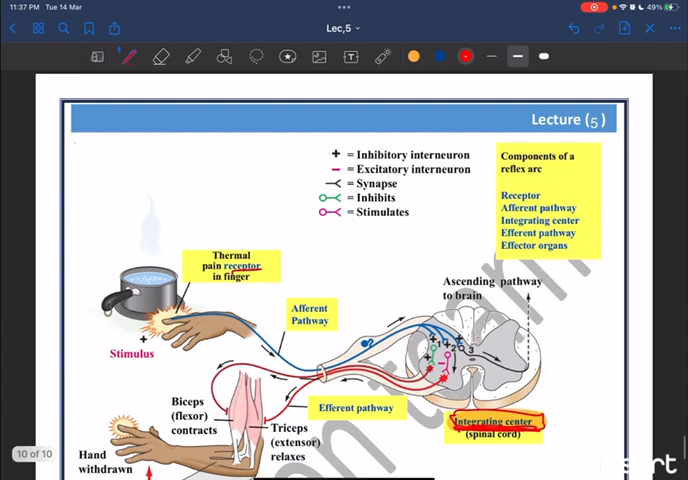 11:37 PM Tue 14 Mar
49%
Lec,5
Lecture (5)
+ = Inhibitory interneuron
− = Excitatory interneuron
= Synapse
= Inhibits
= Stimulates
Components of a
reflex arc
Receptor
Afferent pathway
Integrating center
Efferent pathway
Effector organs
Thermal
pain receptor
in finger
Ascending pathway
to brain
Afferent
Pathway
+
Stimulus
+ 1
+ 2
+
3
+
−
−
Biceps
(flexor)
contracts
Efferent pathway
Triceps
(extensor)
relaxes
Integrating center
(spinal cord)
Hand
withdrawn
10 of 10